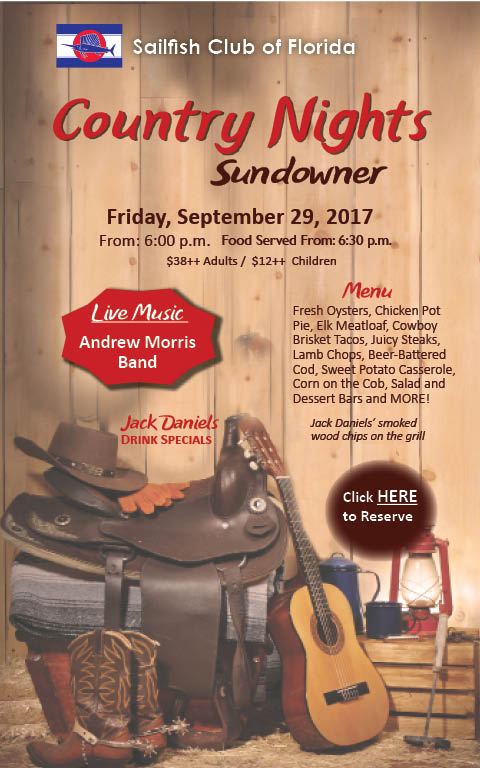 Sailfish Club of Florida
Country Nights
Sundowner
Friday, September 29, 2017
From: 6:00 p.m. Food Served From: 6:30 p.m.
$38++ Adults / $12++ Children
Live Music
Andrew Morris
Band
Menu
Fresh Oysters, Chicken Pot
Pie, Elk Meatloaf, Cowboy
Brisket Tacos, Juicy Steaks,
Lamb Chops, Beer-Battered
Cod, Sweet Potato Casserole,
Corn on the Cob, Salad and
Dessert Bars and MORE!
Jack Daniels' smoked
wood chips on the grill
Jack Daniels
DRINK SPECIALS
Click HERE
to Reserve